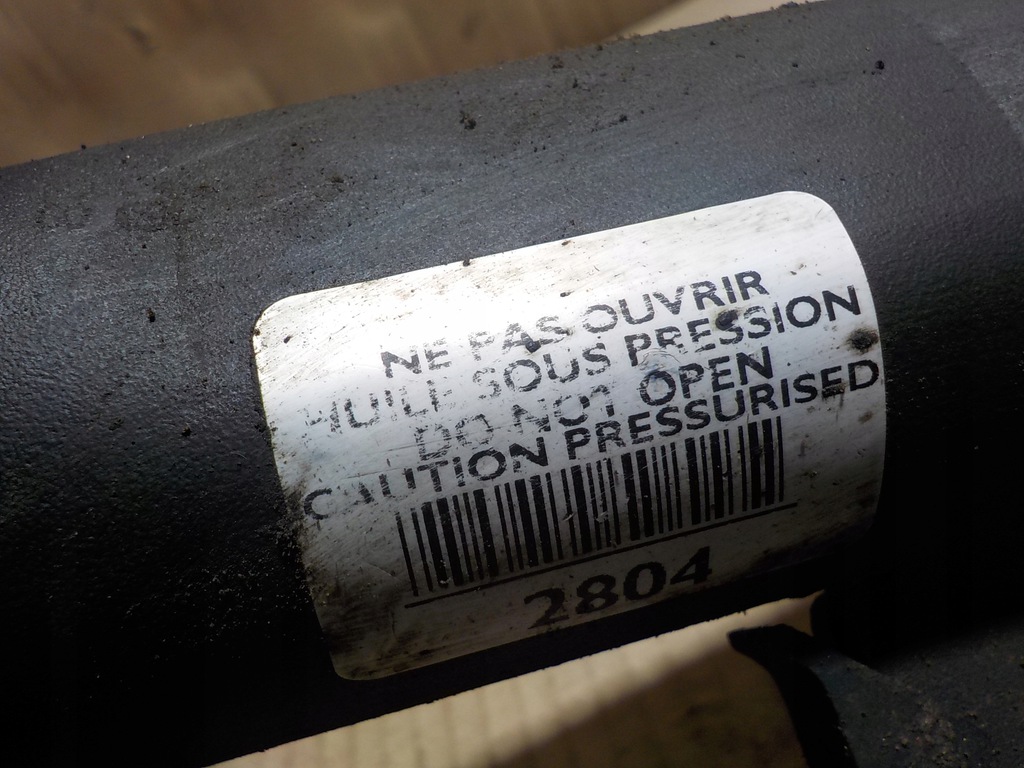 NE PAS OUVRIR
HUILE SOUS PRESSION
DO NOT OPEN
CAUTION PRESSURISED
2804